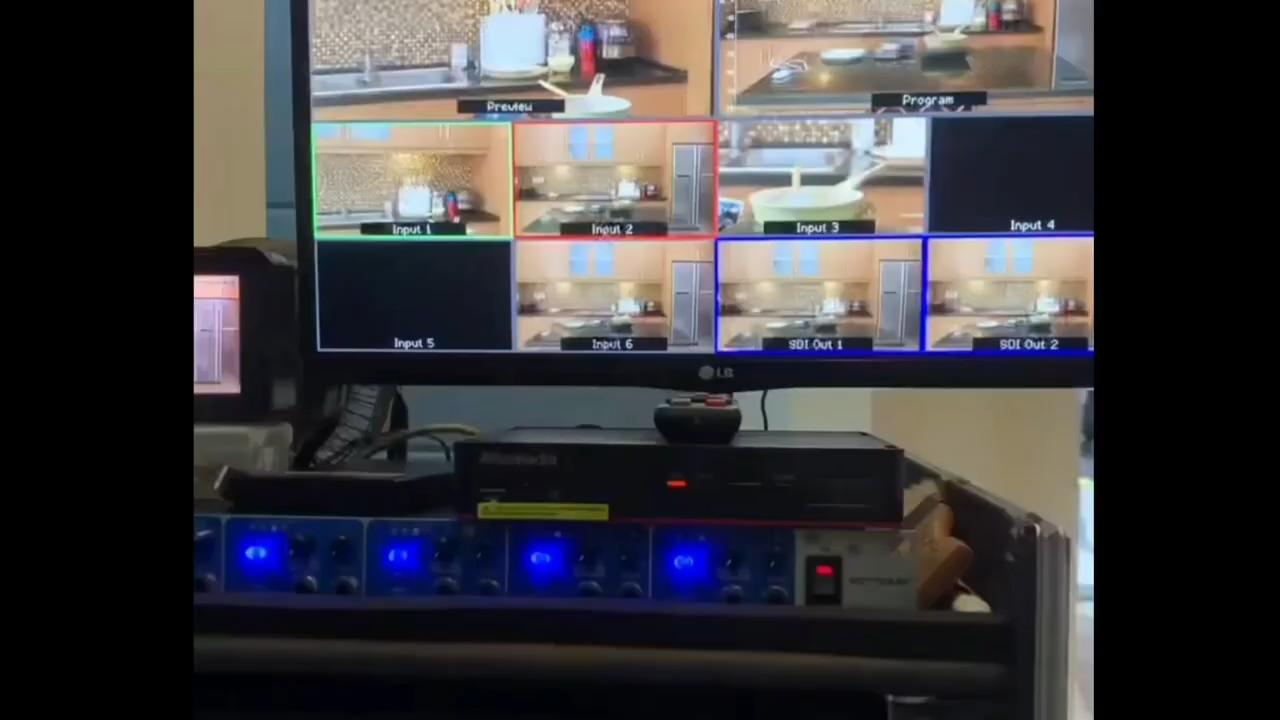 Preview
Program
Input 1
Input 2
Input 3
Input 4
Input 5
Input 6
SDI Out 1
SDI Out 2
LG